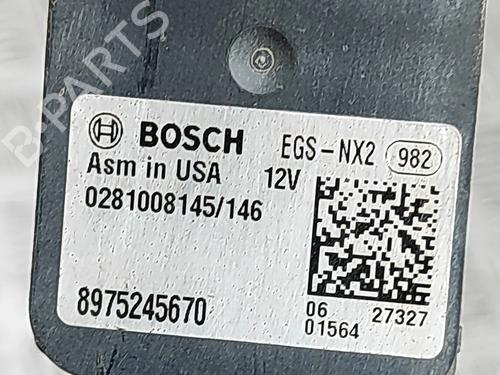 B-PARTS
BOSCH EGS-NX2 982
Asm in USA 12V
0281008145/146
8975245670
06 27327
01564